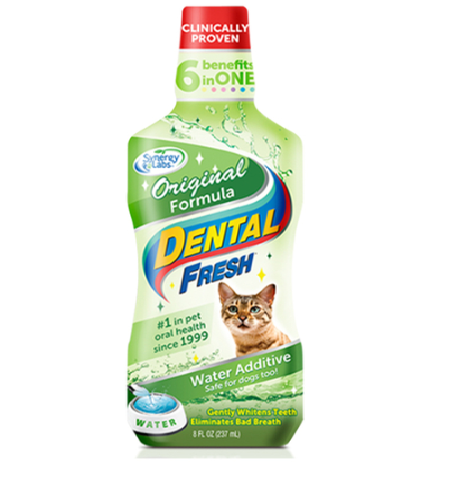 CLINICALLY
PROVEN
6 benefits
in ONE
Synergy
Labs
Original
Formula
DENTAL
FRESH
#1 in pet
oral health
since 1999
Water Additive
Safe for dogs too!
WATER
Gently Whitens Teeth
Eliminates Bad Breath
8 FL OZ (237 mL)